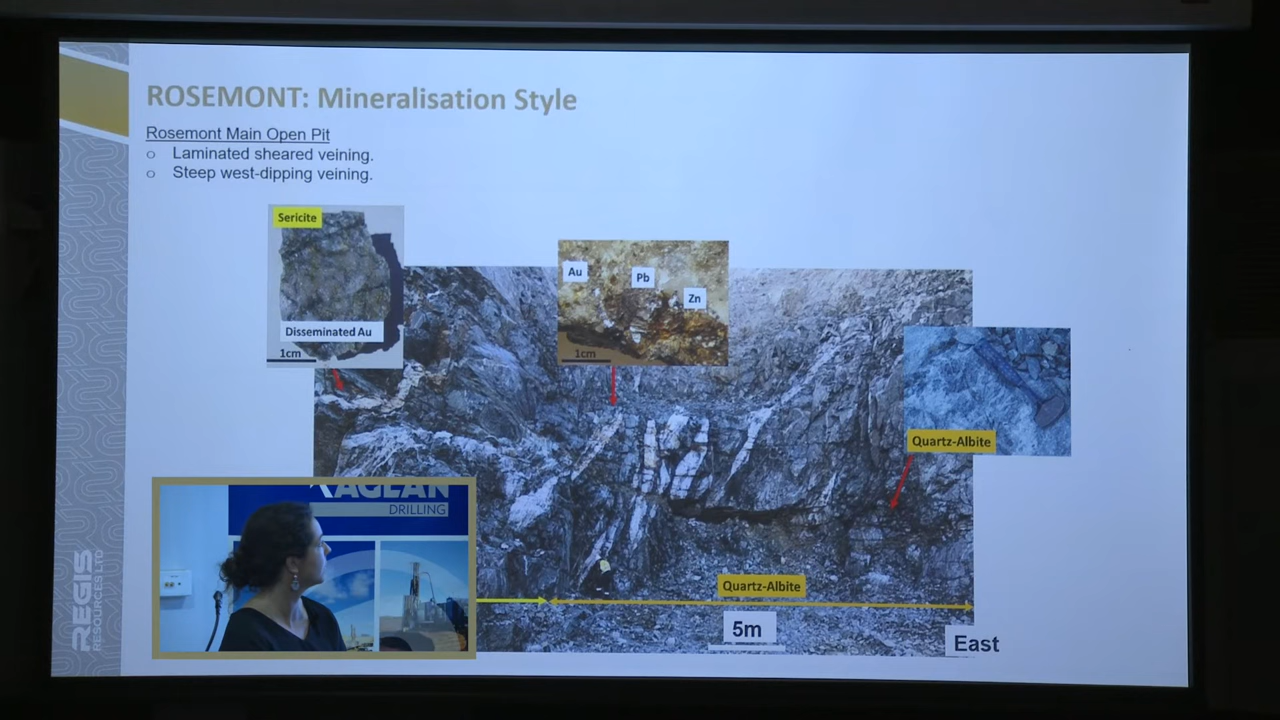 ROSEMONT: Mineralisation Style
Rosemont Main Open Pit
o Laminated sheared veining.
o Steep west-dipping veining.
Sericite
Disseminated Au
1cm
Au
Pb
Zn
1cm
Quartz-Albite
AGLAN
DRILLING
Quartz-Albite
5m
East
REGIS
RESOURCES LTD